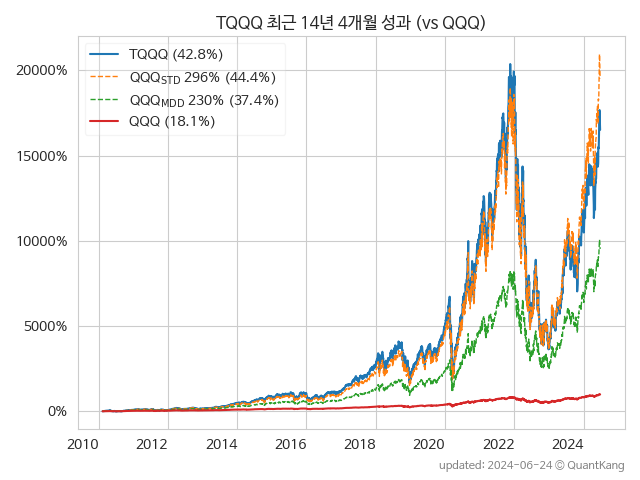 TQQQ 최근 14년 4개월 성과 (vs QQQ)
TQQQ (42.8%)
QQQSTD 296% (44.4%)
QQQMDD 230% (37.4%)
QQQ (18.1%)
20000%
15000%
10000%
5000%
0%
2010 2012 2014 2016 2018 2020 2022 2024
updated: 2024-06-24 © QuantKang